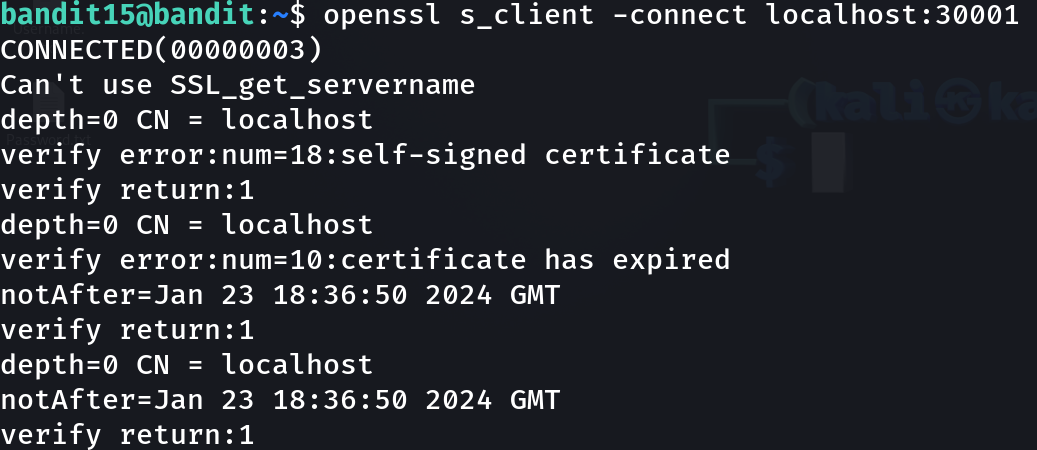 bandit15@bandit:~$ openssl s_client -connect localhost:30001
CONNECTED(00000003)
Can't use SSL_get_servername
depth=0 CN = localhost
verify error:num=18:self-signed certificate
verify return:1
depth=0 CN = localhost
verify error:num=10:certificate has expired
notAfter=Jan 23 18:36:50 2024 GMT
verify return:1
depth=0 CN = localhost
notAfter=Jan 23 18:36:50 2024 GMT
verify return:1